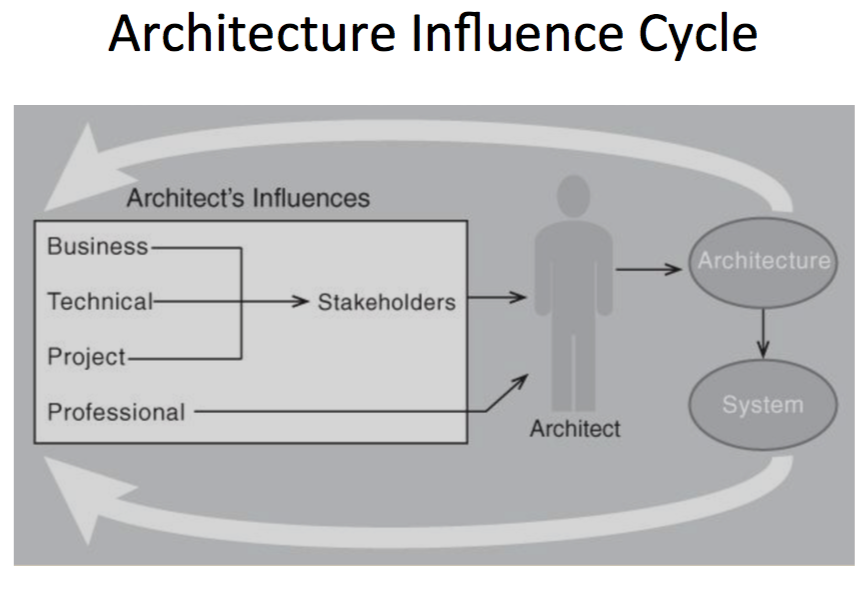 Architecture Influence Cycle
Architect's Influences
Business
Technical
Stakeholders
Project
Professional
Architect
Architecture
System